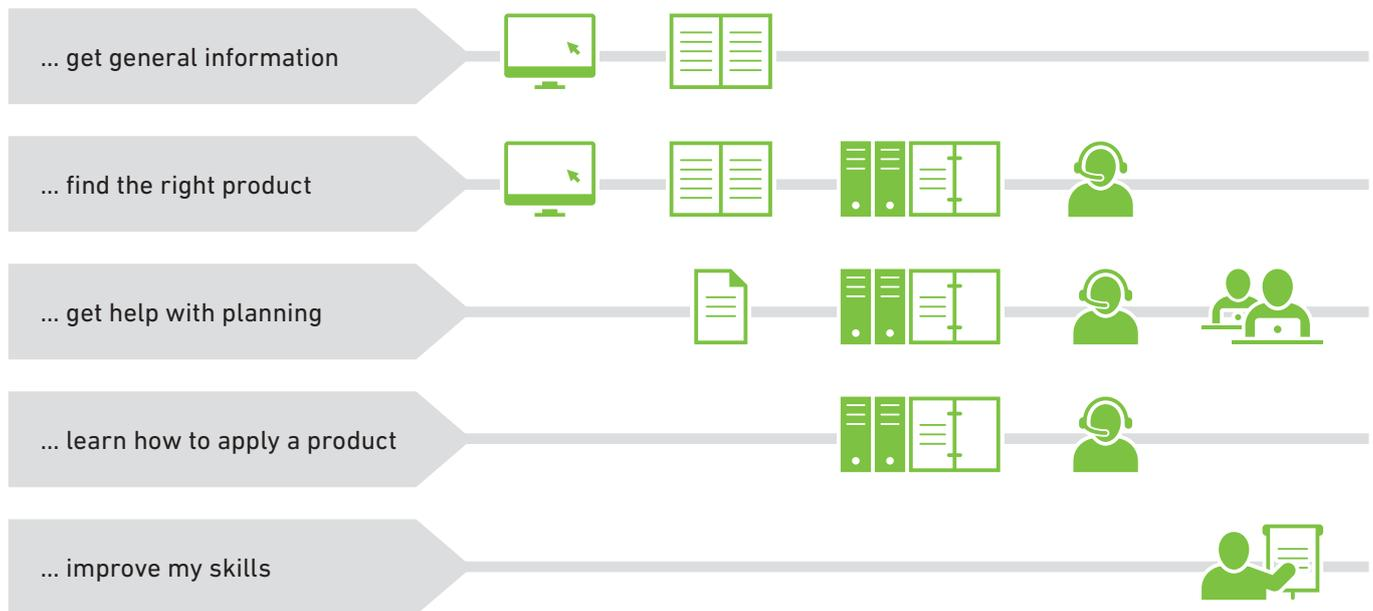 ... get general information
... find the right product
... get help with planning
... learn how to apply a product
... improve my skills